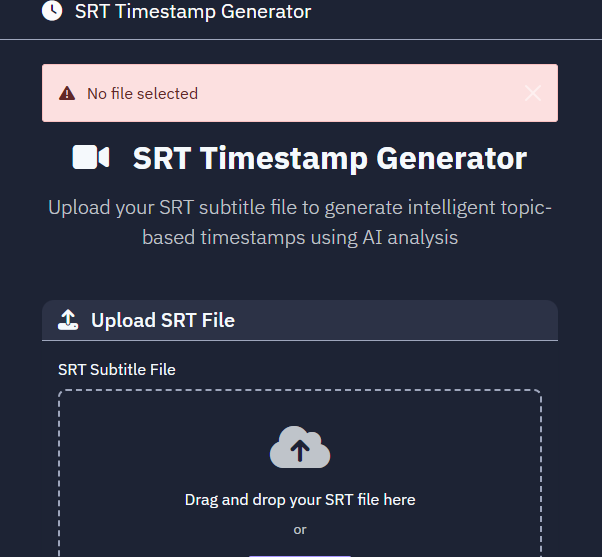 SRT Timestamp Generator
No file selected
SRT Timestamp Generator
Upload your SRT subtitle file to generate intelligent topic-
based timestamps using AI analysis
Upload SRT File
SRT Subtitle File
Drag and drop your SRT file here
or